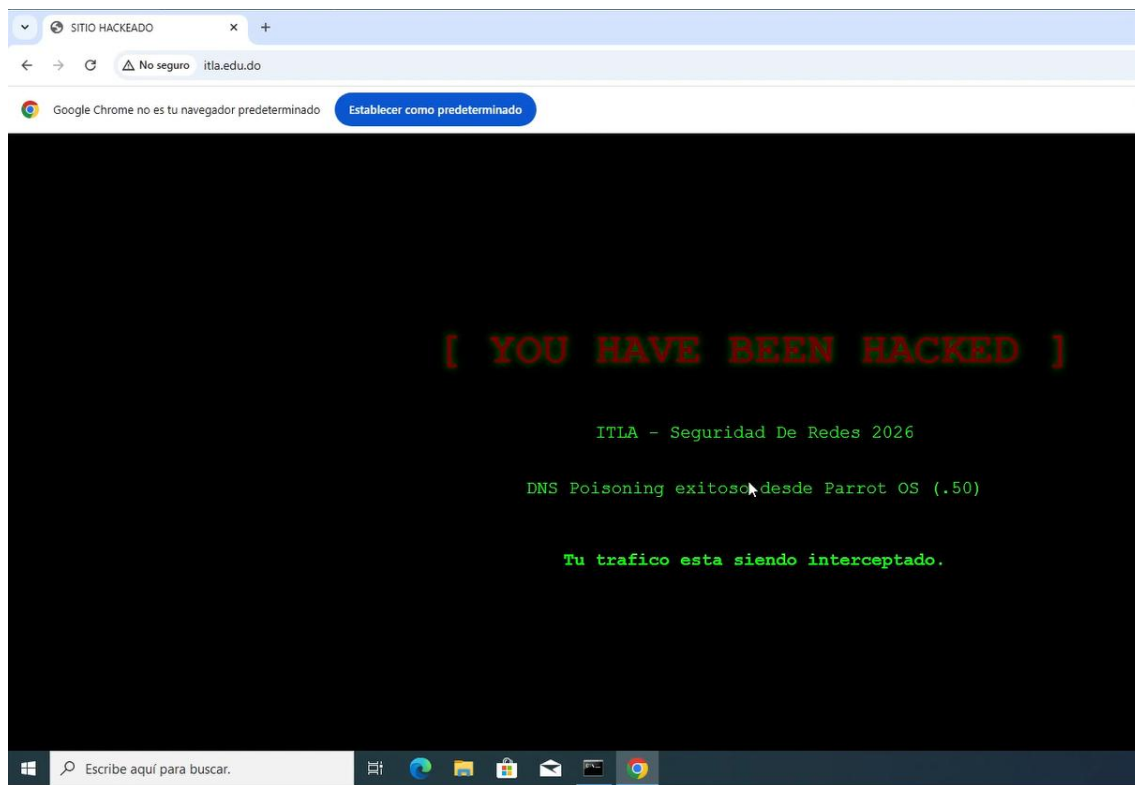 SITIO HACKEADO
No seguro itla.edu.do
Google Chrome no es tu navegador predeterminado Establecer como predeterminado
[ YOU HAVE BEEN HACKED ]
ITLA - Seguridad De Redes 2026
DNS Poisoning exitoso desde Parrot OS (.50)
Tu trafico esta siendo interceptado.
Escribe aquí para buscar.